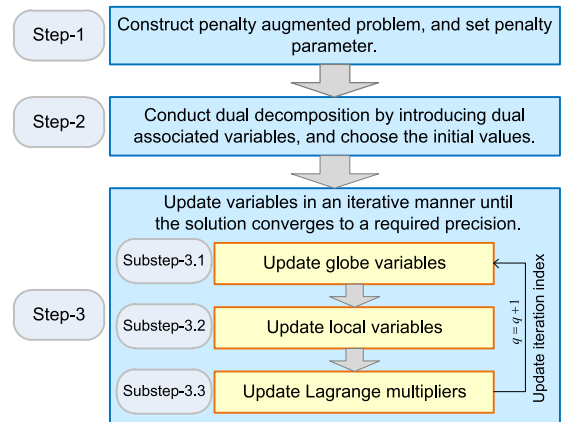 Step-1
Construct penalty augmented problem, and set penalty
parameter.
Step-2
Conduct dual decomposition by introducing dual
associated variables, and choose the initial values.
Step-3
Update variables in an iterative manner until
the solution converges to a required precision.
Substep-3.1
Update globe variables
Substep-3.2
Update local variables
Substep-3.3
Update Lagrange multipliers
q = q + 1
Update iteration index